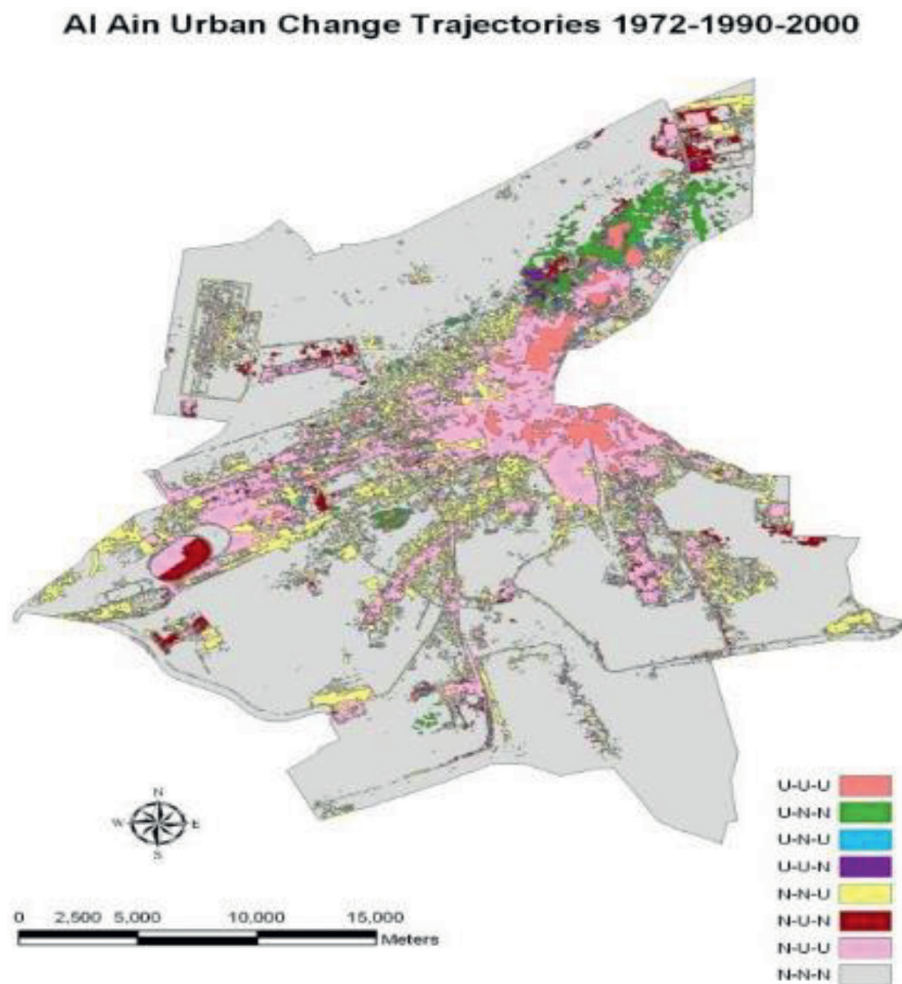 Al Ain Urban Change Trajectories 1972-1990-2000
N
W E
S
U-U-U
U-N-N
U-N-U
U-U-N
N-N-U
N-U-N
N-U-U
N-N-N
0 2,500 5,000 10,000 15,000
Meters